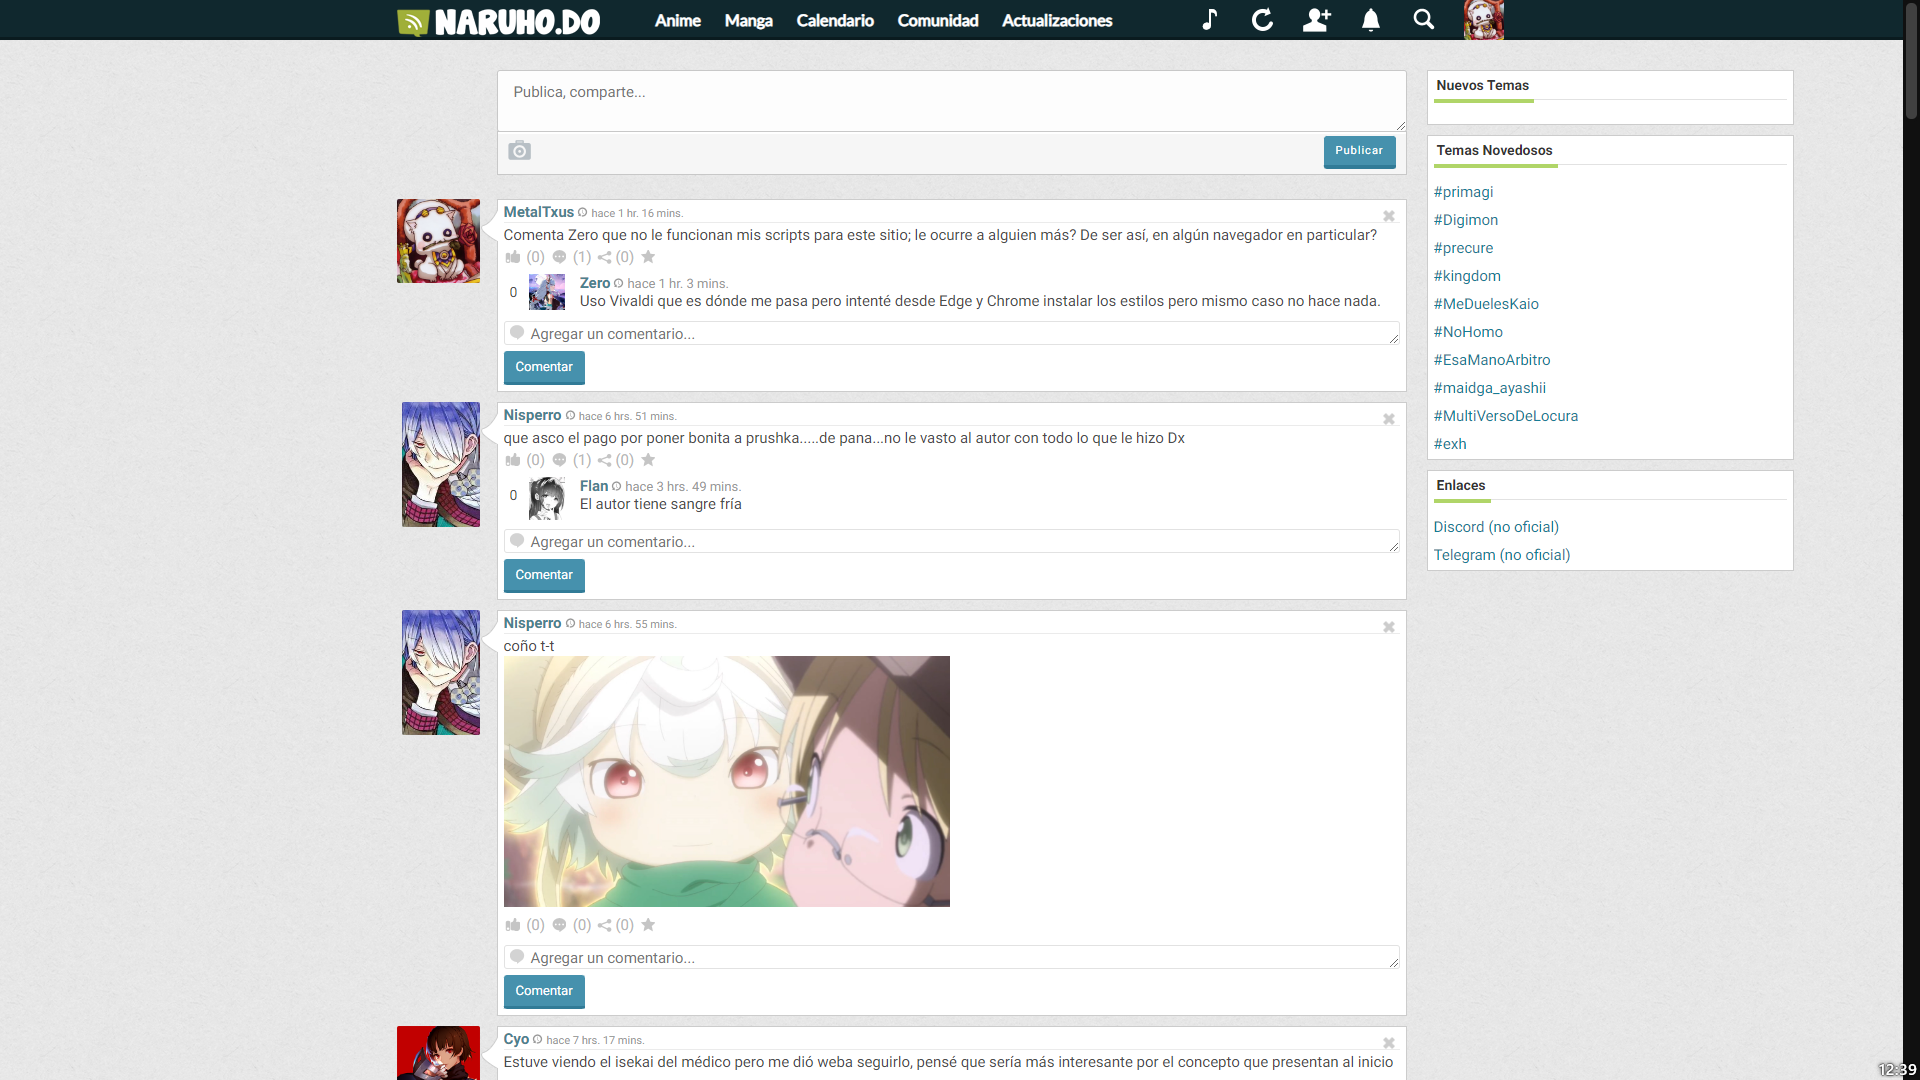 NARUHO.DO Anime Manga Calendario Comunidad Actualizaciones
Publica, comparte...
Publicar
MetalTxus hace 1 hr. 16 mins.
Comenta Zero que no le funcionan mis scripts para este sitio; le ocurre a alguien más? De ser así, en algún navegador en particular?
(0) (1) (0)
0
Zero hace 1 hr. 3 mins.
Uso Vivaldi que es dónde me pasa pero intenté desde Edge y Chrome instalar los estilos pero mismo caso no hace nada.
Agregar un comentario...
Comentar
Nisperro hace 6 hrs. 51 mins.
que asco el pago por poner bonita a prushka.....de pana...no le vasto al autor con todo lo que le hizo Dx
(0) (1) (0)
0
Flan hace 3 hrs. 49 mins.
El autor tiene sangre fría
Agregar un comentario...
Comentar
Nisperro hace 6 hrs. 55 mins.
coño t-t
(0) (0) (0)
Agregar un comentario...
Comentar
Cyo hace 7 hrs. 17 mins.
Estuve viendo el isekai del médico pero me dió weba seguirlo, pensé que sería más interesante por el concepto que presentan al inicio
Nuevos Temas
Temas Novedosos
#primagi
#Digimon
#precure
#kingdom
#MeDuelesKaio
#NoHomo
#EsaManoArbitro
#maidga_ayashii
#MultiVersoDeLocura
#exh
Enlaces
Discord (no oficial)
Telegram (no oficial)
12:39